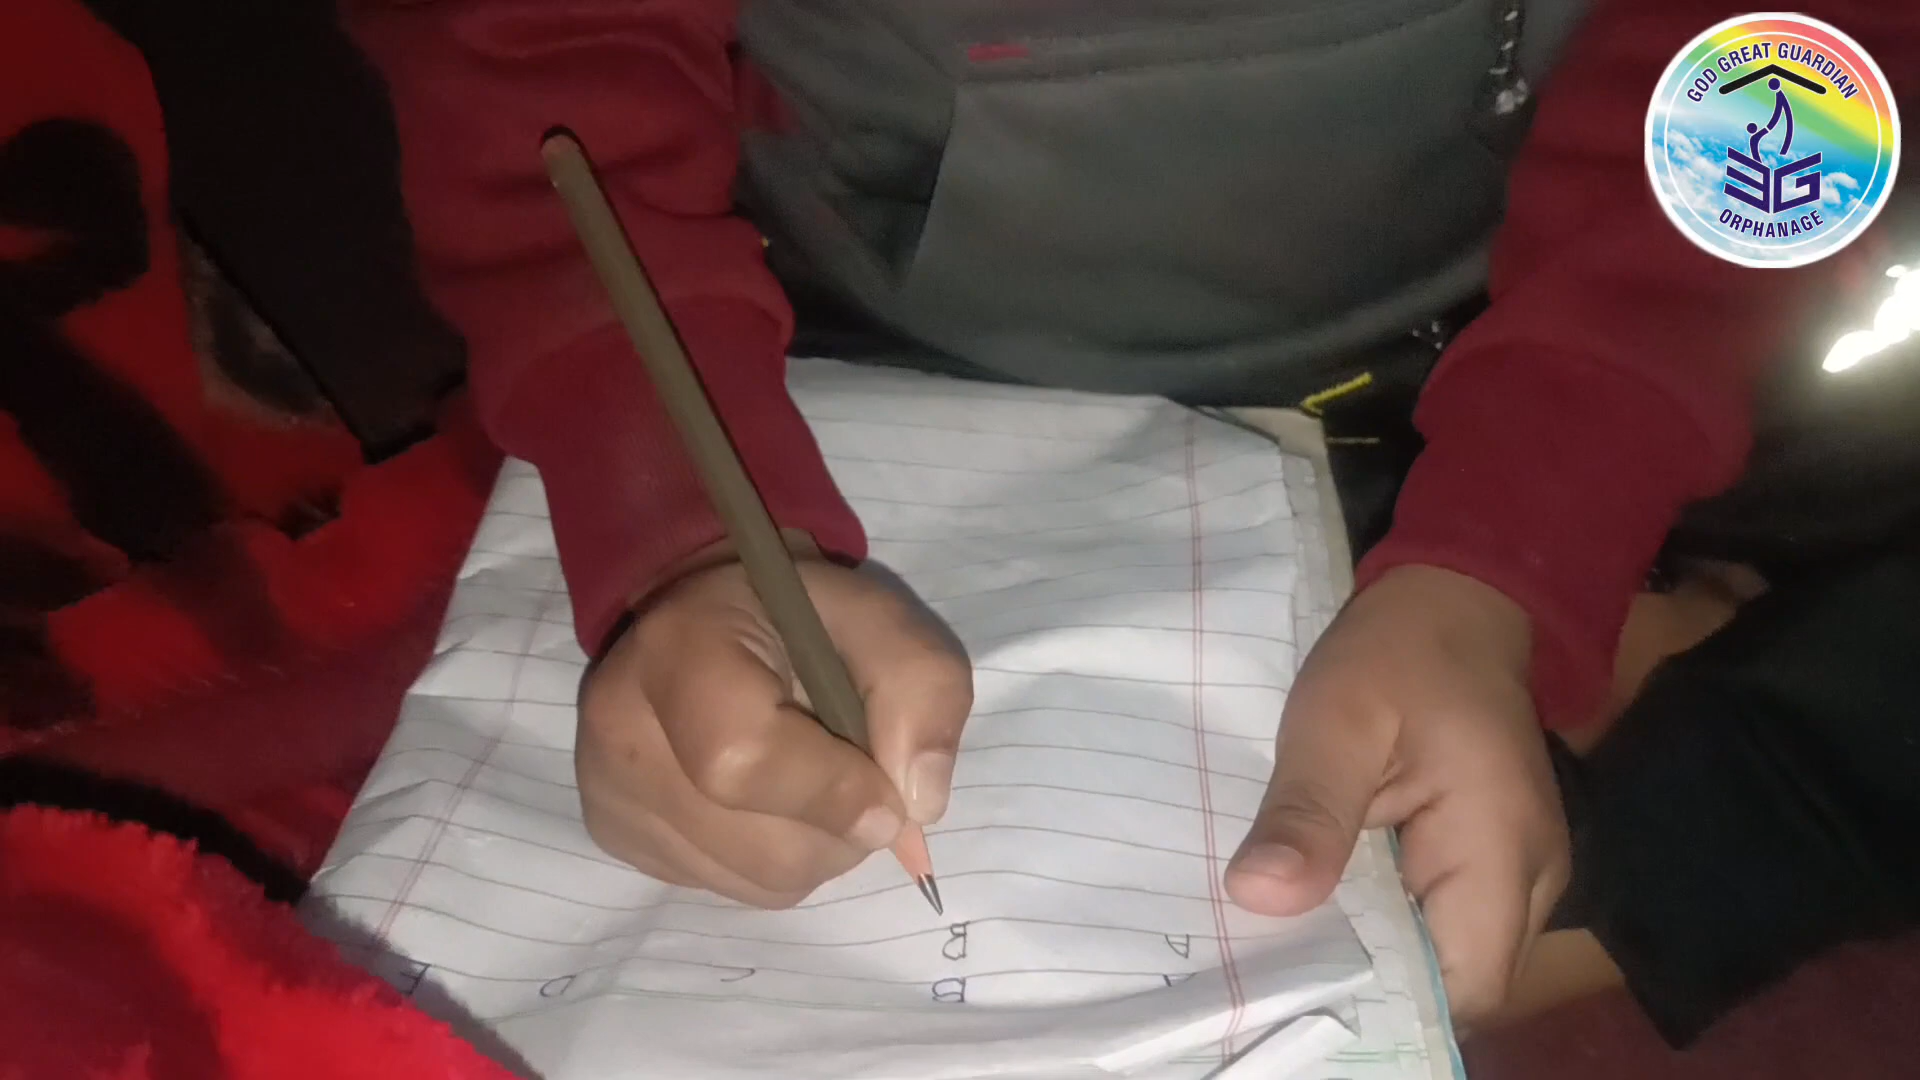 GOD GREAT GUARDIAN
3G
ORPHANAGE
A B C D E
A B